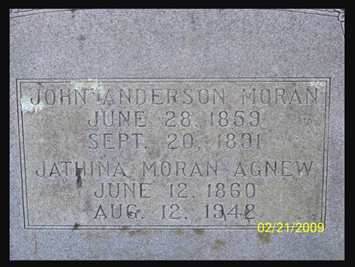 JOHN ANDERSON MORAN
JUNE 28, 1859
SEPT. 20, 1891
JATHINA MORAN AGNEW
JUNE 12, 1860
AUG. 12, 1942
02/21/2009